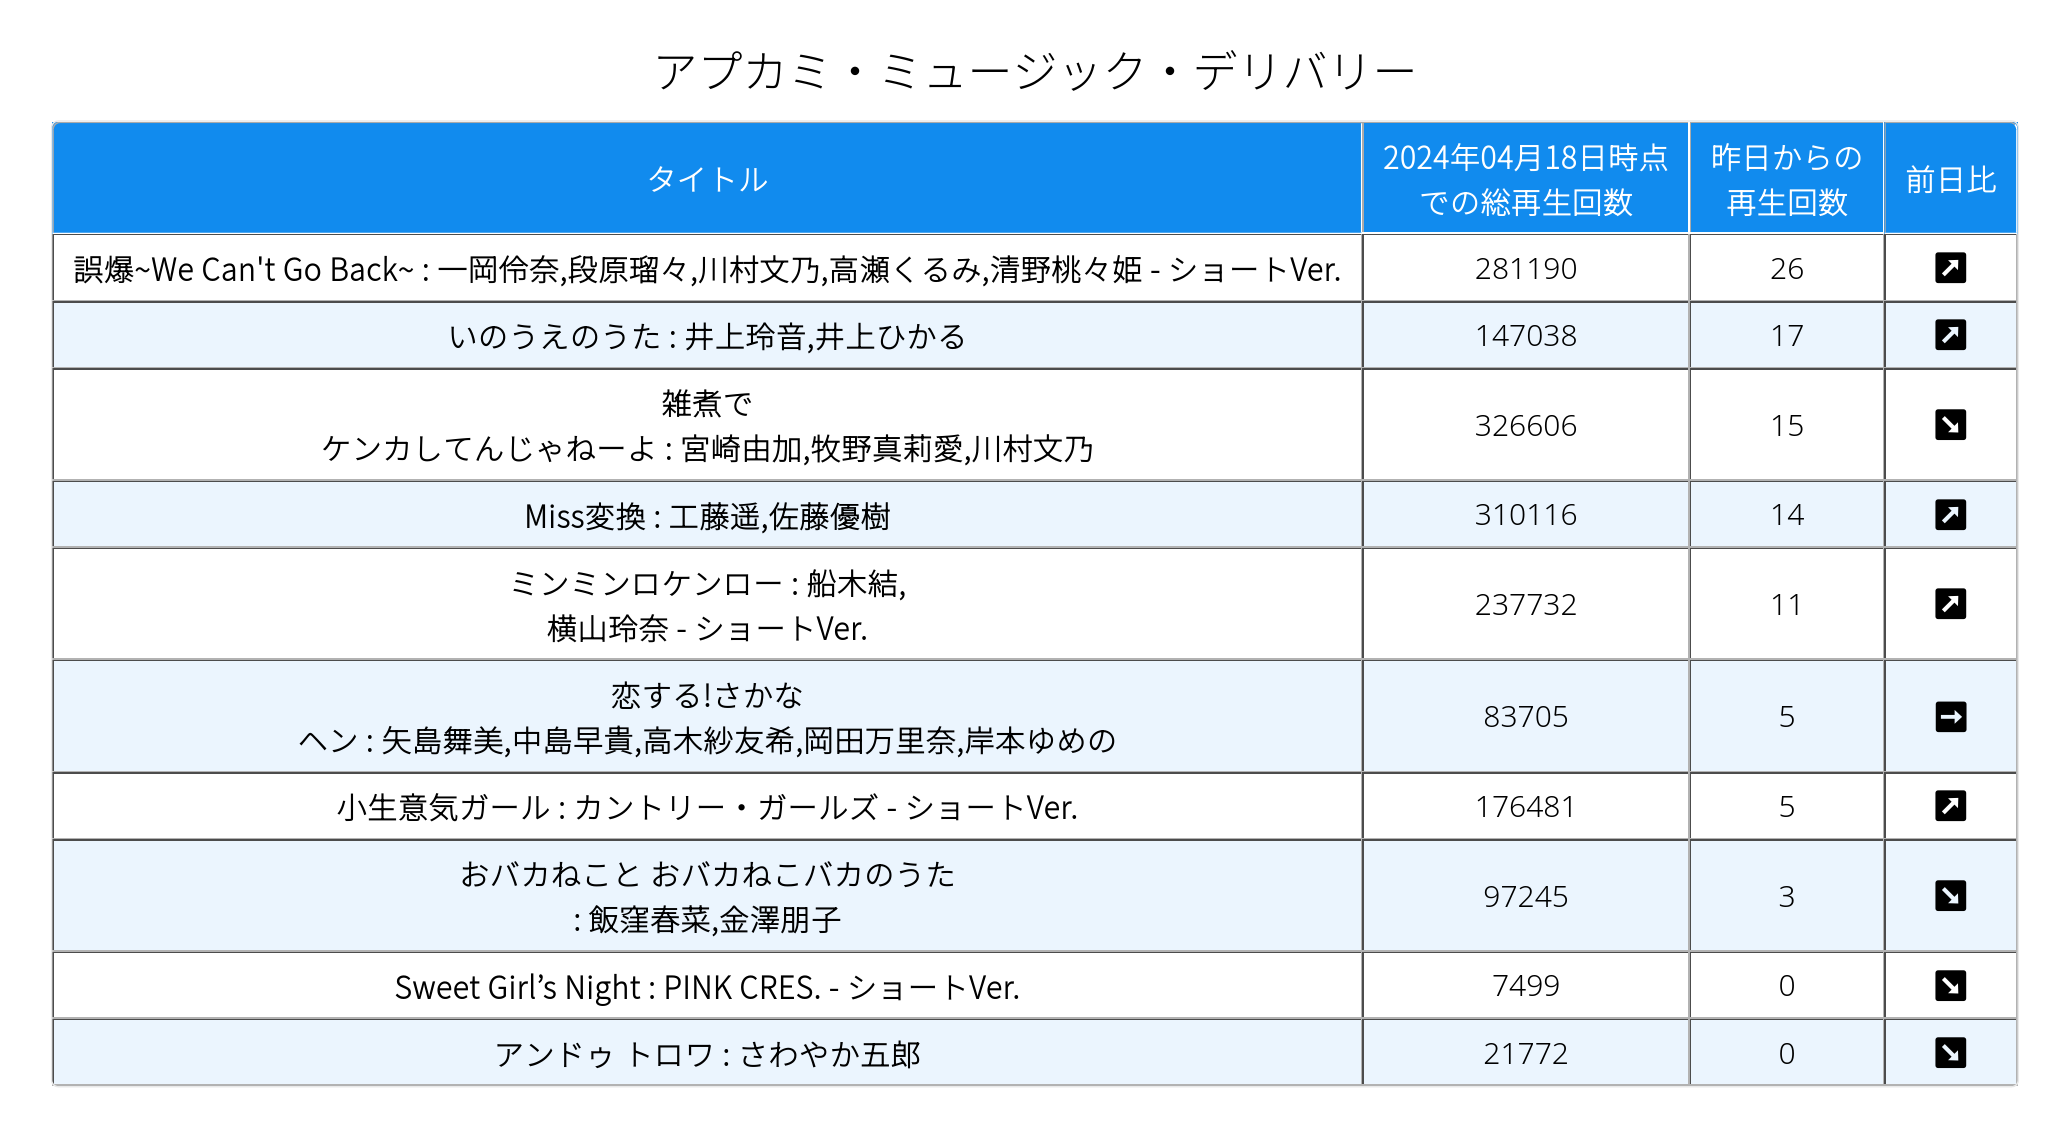 アプカミ・ミュージック・デリバリー
タイトル
2024年04月18日時点
での総再生回数
昨日からの
再生回数
前日比
誤爆~We Can't Go Back~ : 一岡伶奈,段原瑠々,川村文乃,高瀬くるみ,清野桃々姫 - ショートVer.
281190
26
いのうえのうた : 井上玲音,井上ひかる
147038
17
雑煮で
ケンカしてんじゃねーよ : 宮崎由加,牧野真莉愛,川村文乃
326606
15
Miss変換 : 工藤遥,佐藤優樹
310116
14
ミンミンロケンロー : 船木結,
横山玲奈 - ショートVer.
237732
11
恋する!さかな
ヘン : 矢島舞美,中島早貴,高木紗友希,岡田万里奈,岸本ゆめの
83705
5
小生意気ガール : カントリー・ガールズ - ショートVer.
176481
5
おバカねこと おバカねこバカのうた
: 飯窪春菜,金澤朋子
97245
3
Sweet Girl’s Night : PINK CRES. - ショートVer.
7499
0
アンドゥ トロワ : さわやか五郎
21772
0